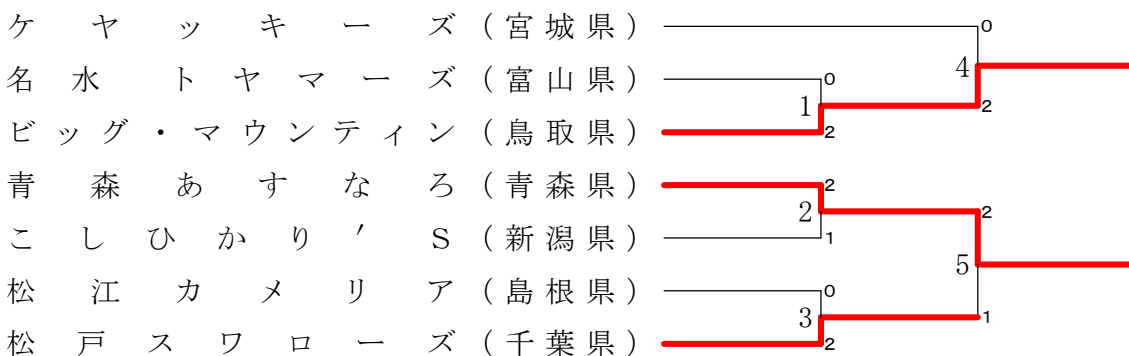 ケヤッキーズ(宮城県) 0
4
名水トヤマーズ(富山県) 0
1 2
ビッグ・マウンティン(鳥取県) 2
青森あすなろ(青森県) 2
2 2
こしひかり′S(新潟県) 1
5
松江カメリア(島根県) 0
3 1
松戸スワローズ(千葉県) 2